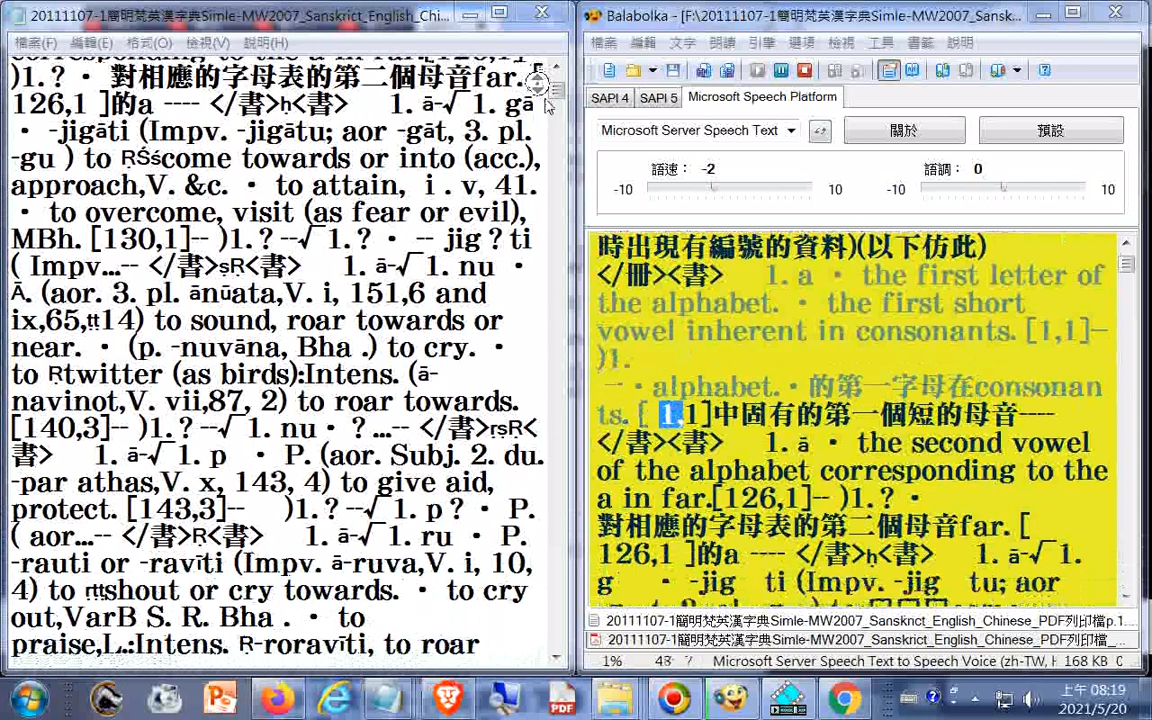 20111107-1簡明梵英漢字典Simle-MW2007_Sanskrict_English_Chi...
檔案(F) 編輯(E) 格式(O) 檢視(V) 說明(H)
)1. ? · 對相應的字母表的第二個母音far. [
126,1 ]的a ---- </書>ḥ<書> 1. ā-√ 1. gā
· -jigāti (Impv. -jigātu; aor -gāt, 3. pl.
-gu ) to ṚŚścome towards or into (acc.),
approach,V. &c. · to attain, i . v, 41.
· to overcome, visit (as fear or evil),
MBh. [130,1]-- )1. ? --√ 1. ? · -- jig ? ti
( Impv...-- </書>ṣṚ<書> 1. ā-√ 1. nu ·
Ā. (aor. 3. pl. ānūata,V. i, 151,6 and
ix,65,ṭṭ14) to sound, roar towards or
near. · (p. -nuvāna, Bha .) to cry. ·
to Ṛtwitter (as birds):Intens. (ā-
navinot,V. vii,87, 2) to roar towards.
[140,3]-- )1. ? --√ 1. nu · ?...-- </書>ṛṣṚ<
書> 1. ā-√ 1. p · P. (aor. Subj. 2. du.
-par athas,V. x, 143, 4) to give aid,
protect. [143,3]-- )1. ? --√ 1. p ? · P.
( aor...-- </書>Ṛ<書> 1. ā-√ 1. ru · P.
-rauti or -ravīti (Impv. ā-ruva,V. i, 10,
4) to shout or cry towards. · to cry
out,VarB S. R. Bha . · to
praise,L.:Intens. Ṛ-roravīti, to roar
Balabolka - [F:\20111107-1簡明梵英漢字典Simle-MW2007_Sansk...
檔案 編輯 文字 朗讀 引擎 選項 檢視 工具 書籤 說明
SAPI 4 SAPI 5 Microsoft Speech Platform
Microsoft Server Speech Text 關於 預設
語速： -2 語調： 0
-10 10 -10 10
時出現有編號的資料)(以下仿此)
</冊><書> 1. a · the first letter of
the alphabet. · the first short
vowel inherent in consonants. [1,1]--
)1.
一 · alphabet. · 的第一字母在consonan
ts. [ 1,1]中固有的第一個短的母音----
</書><書> 1. ā · the second vowel
of the alphabet corresponding to the
a in far.[126,1]-- )1. ? ·
對相應的字母表的第二個母音far. [
126,1 ]的a ---- </書>ḥ<書> 1. ā-√ 1.
g · -jig ti (Impv. -jig tu; aor
20111107-1簡明梵英漢字典Simle-MW2007_Sanskrict_English_Chinese_PDF列印檔p.1...
20111107-1簡明梵英漢字典Simle-MW2007_Sanskrict_English_Chinese_PDF列印檔...
1% Microsoft Server Speech Text to Speech Voice (zh-TW, H 168 KB
上午 08:19
2021/5/20